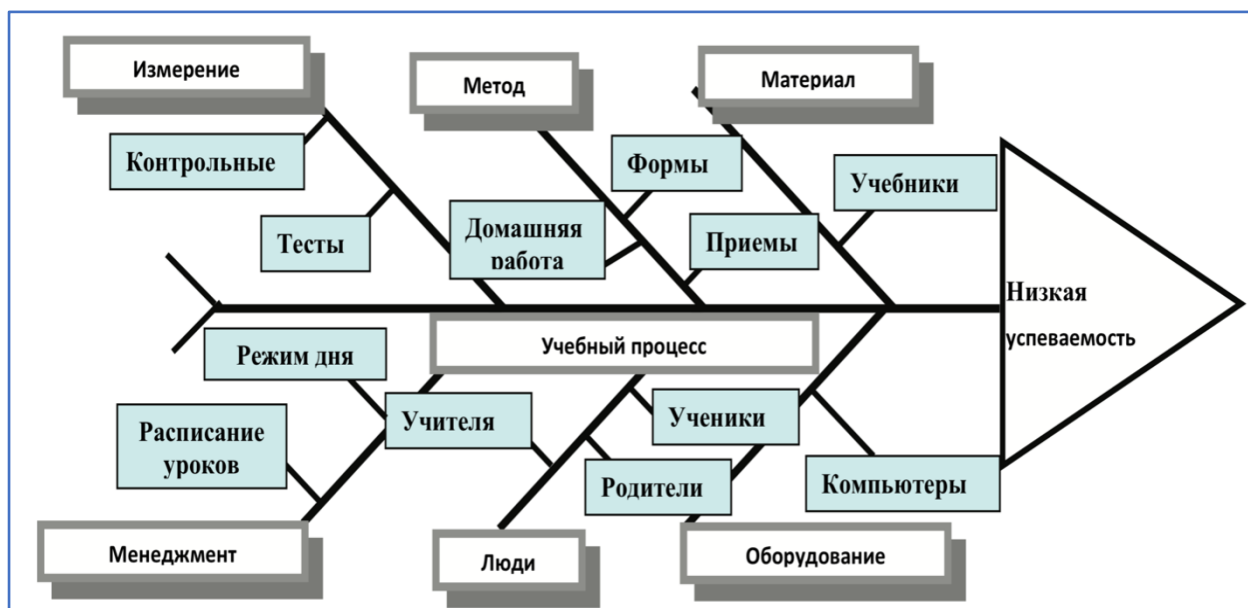 Измерение
Метод
Материал
Контрольные
Формы
Учебники
Тесты
Домашняя
работа
Приемы
Низкая
успеваемость
Учебный процесс
Режим дня
Расписание
уроков
Учителя
Ученики
Родители
Компьютеры
Менеджмент
Люди
Оборудование